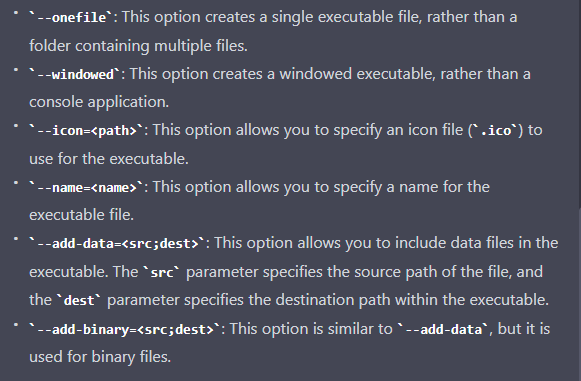 • `--onefile`: This option creates a single executable file, rather than a
folder containing multiple files.
• `--windowed`: This option creates a windowed executable, rather than a
console application.
• `--icon=<path>`: This option allows you to specify an icon file (`.ico`) to
use for the executable.
• `--name=<name>`: This option allows you to specify a name for the
executable file.
• `--add-data=<src;dest>`: This option allows you to include data files in the
executable. The `src` parameter specifies the source path of the file, and
the `dest` parameter specifies the destination path within the executable.
• `--add-binary=<src;dest>`: This option is similar to `--add-data`, but it is
used for binary files.